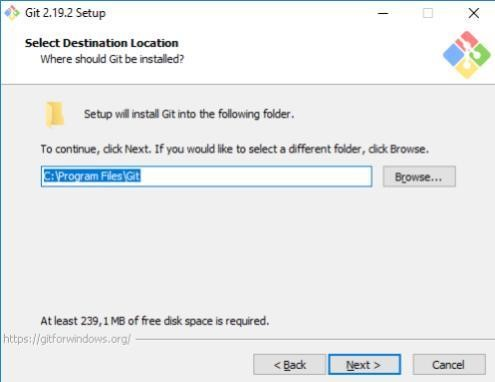 Git 2.19.2 Setup
Select Destination Location
Where should Git be installed?
Setup will install Git into the following folder.
To continue, click Next. If you would like to select a different folder, click Browse.
C:\Program Files\Git
Browse...
At least 239,1 MB of free disk space is required.
https://gitforwindows.org/
< Back
Next >
Cancel